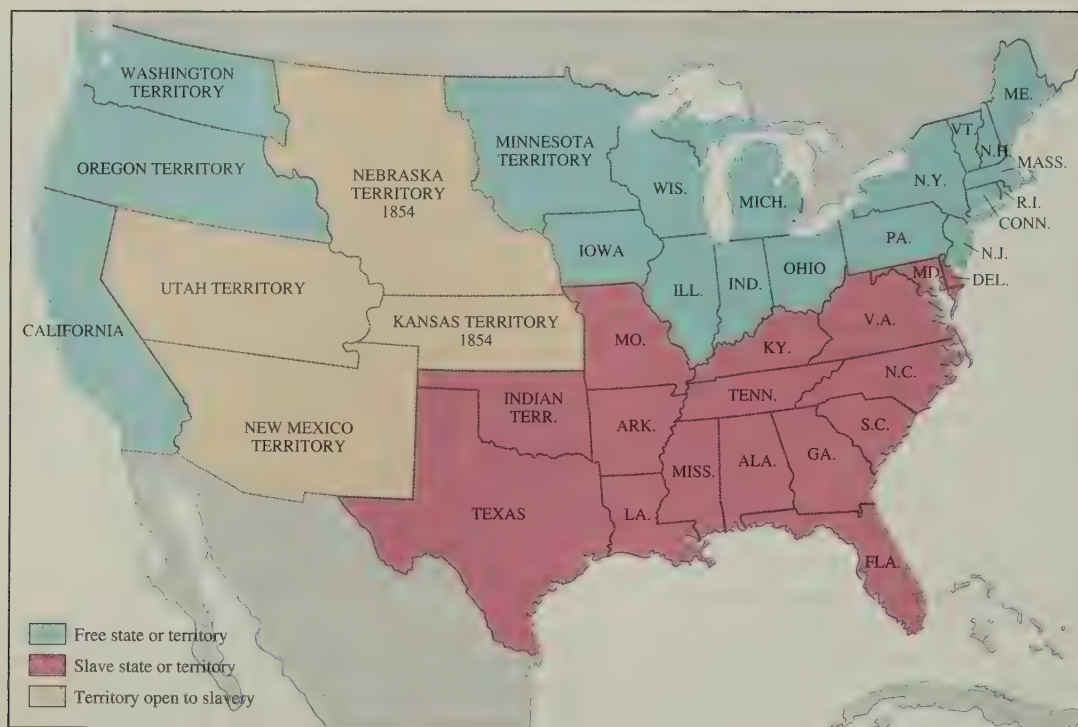 WASHINGTON
TERRITORY
OREGON TERRITORY
NEBRASKA
TERRITORY
1854
MINNESOTA
TERRITORY
WIS.
MICH.
ME.
VT.
N.H.
MASS.
N.Y.
R.I.
CONN.
IOWA
PA.
N.J.
UTAH TERRITORY
ILL.
IND.
OHIO
MD.
DEL.
CALIFORNIA
KANSAS TERRITORY
1854
MO.
KY.
V.A.
NEW MEXICO
TERRITORY
INDIAN
TERR.
TENN.
N.C.
ARK.
S.C.
MISS.
ALA.
GA.
TEXAS
LA.
FLA.
Free state or territory
Slave state or territory
Territory open to slavery